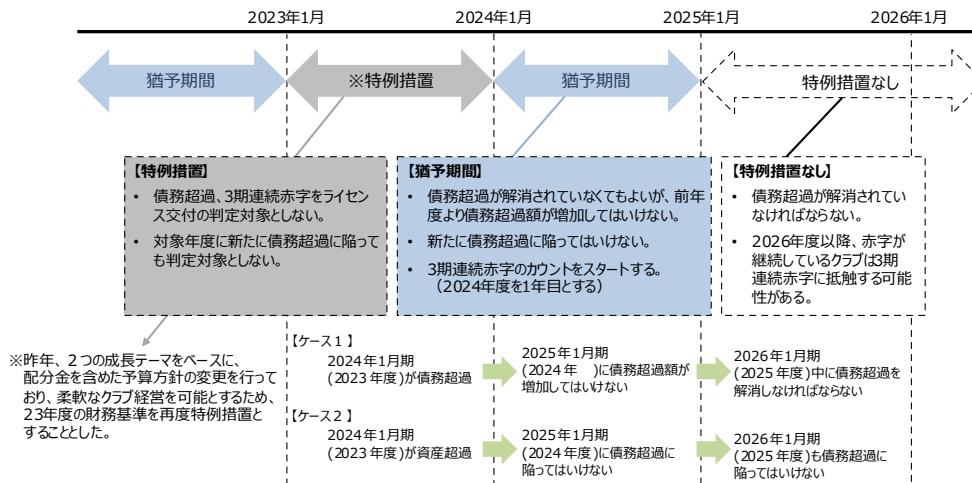 2023年1月
2024年1月
2025年1月
2026年1月
猶予期間
※特例措置
猶予期間
特例措置なし
【特例措置】
• 債務超過、3期連続赤字をライセン
ス交付の判定対象としない。
• 対象年度に新たに債務超過に陥って
も判定対象としない。
【猶予期間】
• 債務超過が解消されていなくてもよいが、前年
度より債務超過額が増加してはいけない。
• 新たに債務超過に陥ってはいけない。
• 3期連続赤字のカウントをスタートする。
（2024年度を1年目とする）
【特例措置なし】
• 債務超過が解消されてい
なければならない。
• 2026年度以降、赤字が
継続しているクラブは3期
連続赤字に抵触する可能
性がある。
※昨年、２つの成長テーマをベースに、
配分金を含めた予算方針の変更を行って
おり、柔軟なクラブ経営を可能とするため、
23年度の財務基準を再度特例措置と
することとした。
【ケース１】
2024年1月期
(2023年度)が債務超過
2025年1月期
(2024年 )に債務超過額が
増加してはいけない
2026年1月期
(2025年度)中に債務超過を
解消しなければならない
【ケース２】
2024年1月期
(2023年度)が資産超過
2025年1月期
(2024年度)に債務超過に
陥ってはいけない
2026年1月期
(2025年度)も債務超過に
陥ってはいけない